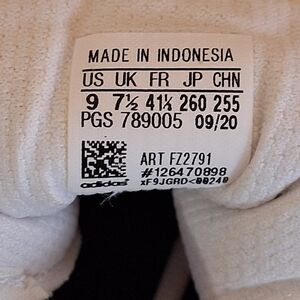 MADE IN INDONESIA
US UK FR JP CHN
9 7½ 41⅓ 260 255
PGS 789005 09/20
ART FZ2791
#126470898
adidas